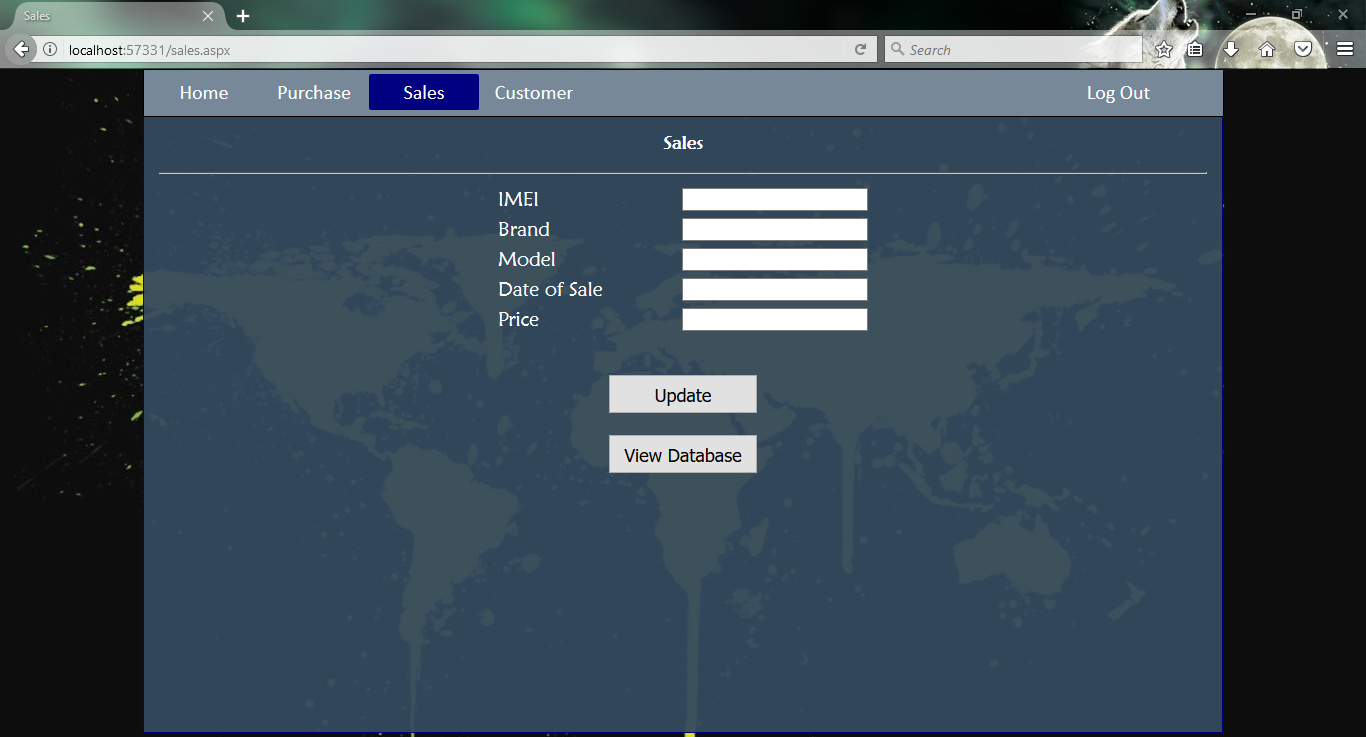 Sales
localhost:57331/sales.aspx
Search
Home Purchase Sales Customer Log Out
Sales
IMEI
Brand
Model
Date of Sale
Price
Update
View Database